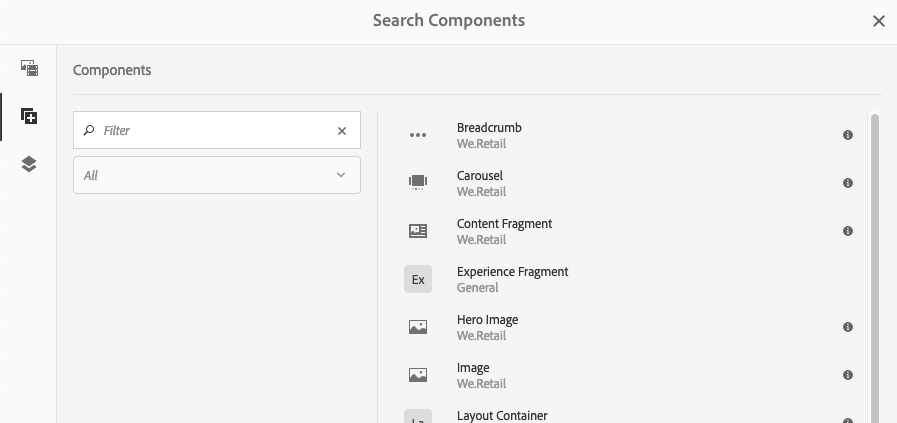 Search Components
Components
Filter
All
Breadcrumb
We.Retail
Carousel
We.Retail
Content Fragment
We.Retail
Ex
Experience Fragment
General
Hero Image
We.Retail
Image
We.Retail
La
Layout Container